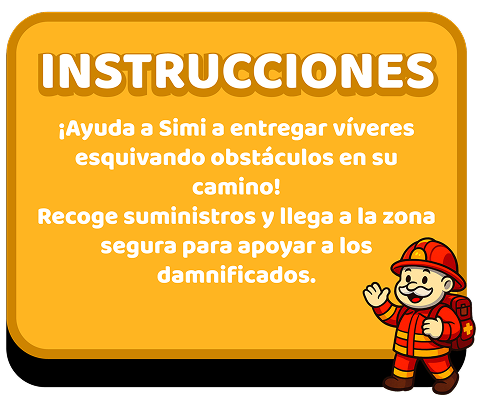 INSTRUCCIONES
¡Ayuda a Simi a entregar víveres
esquivando obstáculos en su
camino!
Recoge suministros y llega a la zona
segura para apoyar a los
damnificados.